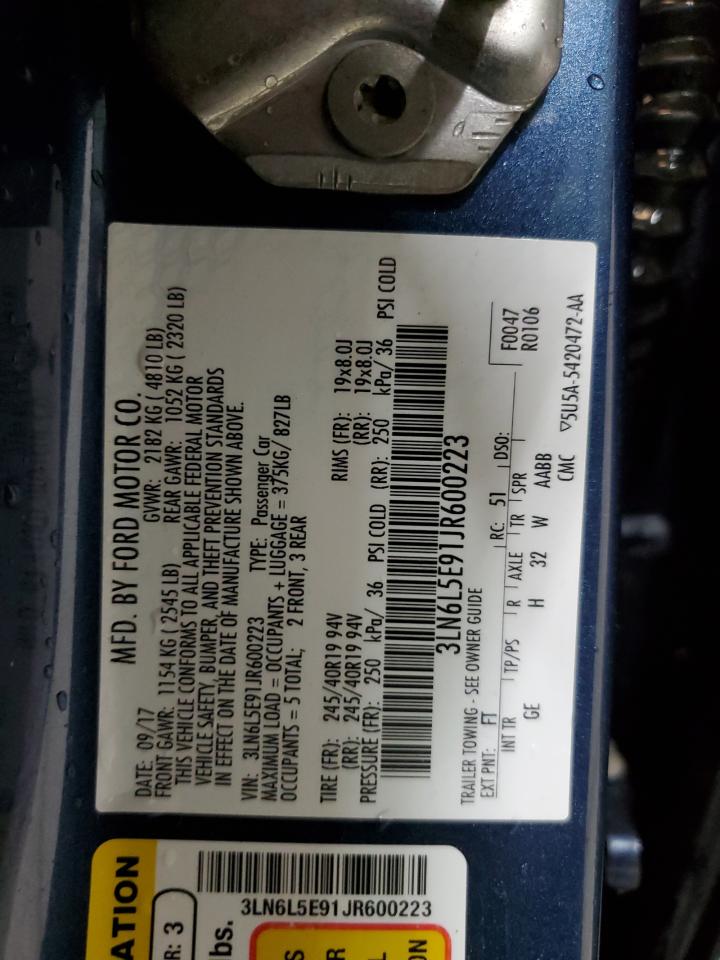 MFD. BY FORD MOTOR CO.
DATE: 09/17 GVWR: 2182 KG ( 4810 LB)
FRONT GAWR: 1154 KG ( 2545 LB) REAR GAWR: 1052 KG ( 2320 LB)
THIS VEHICLE CONFORMS TO ALL APPLICABLE FEDERAL MOTOR
VEHICLE SAFETY, BUMPER, AND THEFT PREVENTION STANDARDS
IN EFFECT ON THE DATE OF MANUFACTURE SHOWN ABOVE.
VIN: 3LN6L5E91JR600223 TYPE: Passenger Car
MAXIMUM LOAD = OCCUPANTS + LUGGAGE = 375KG/ 827LB
OCCUPANTS = 5 TOTAL; 2 FRONT, 3 REAR
TIRE (FR): 245/40R19 94V RIMS (FR): 19x8.0J
(RR): 245/40R19 94V (RR): 19x8.0J
PRESSURE (FR): 250 kPa/ 36 PSI COLD (RR): 250 kPa/ 36 PSI COLD
3LN6L5E91JR600223
TRAILER TOWING - SEE OWNER GUIDE
EXT PNT: FT RC: 51 DSO: F0047
INT TR TP/PS R AXLE TR SPR R0106
GE H 32 W AABB
CMC ▽5U5A-5420472-AA
3LN6L5E91JR600223